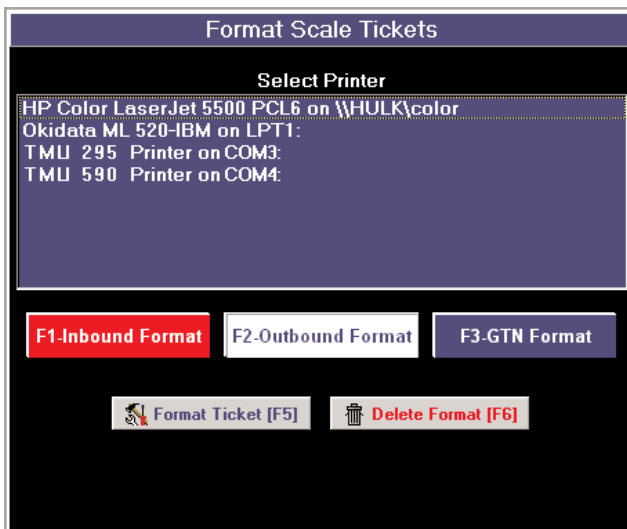 Format Scale Tickets
Select Printer
HP Color LaserJet 5500 PCL6 on \\HULK\color
Okidata ML 520-IBM on LPT1:
TMU 295 Printer on COM3:
TMU 590 Printer on COM4:
F1-Inbound Format F2-Outbound Format F3-GTN Format
Format Ticket [F5] Delete Format [F6]